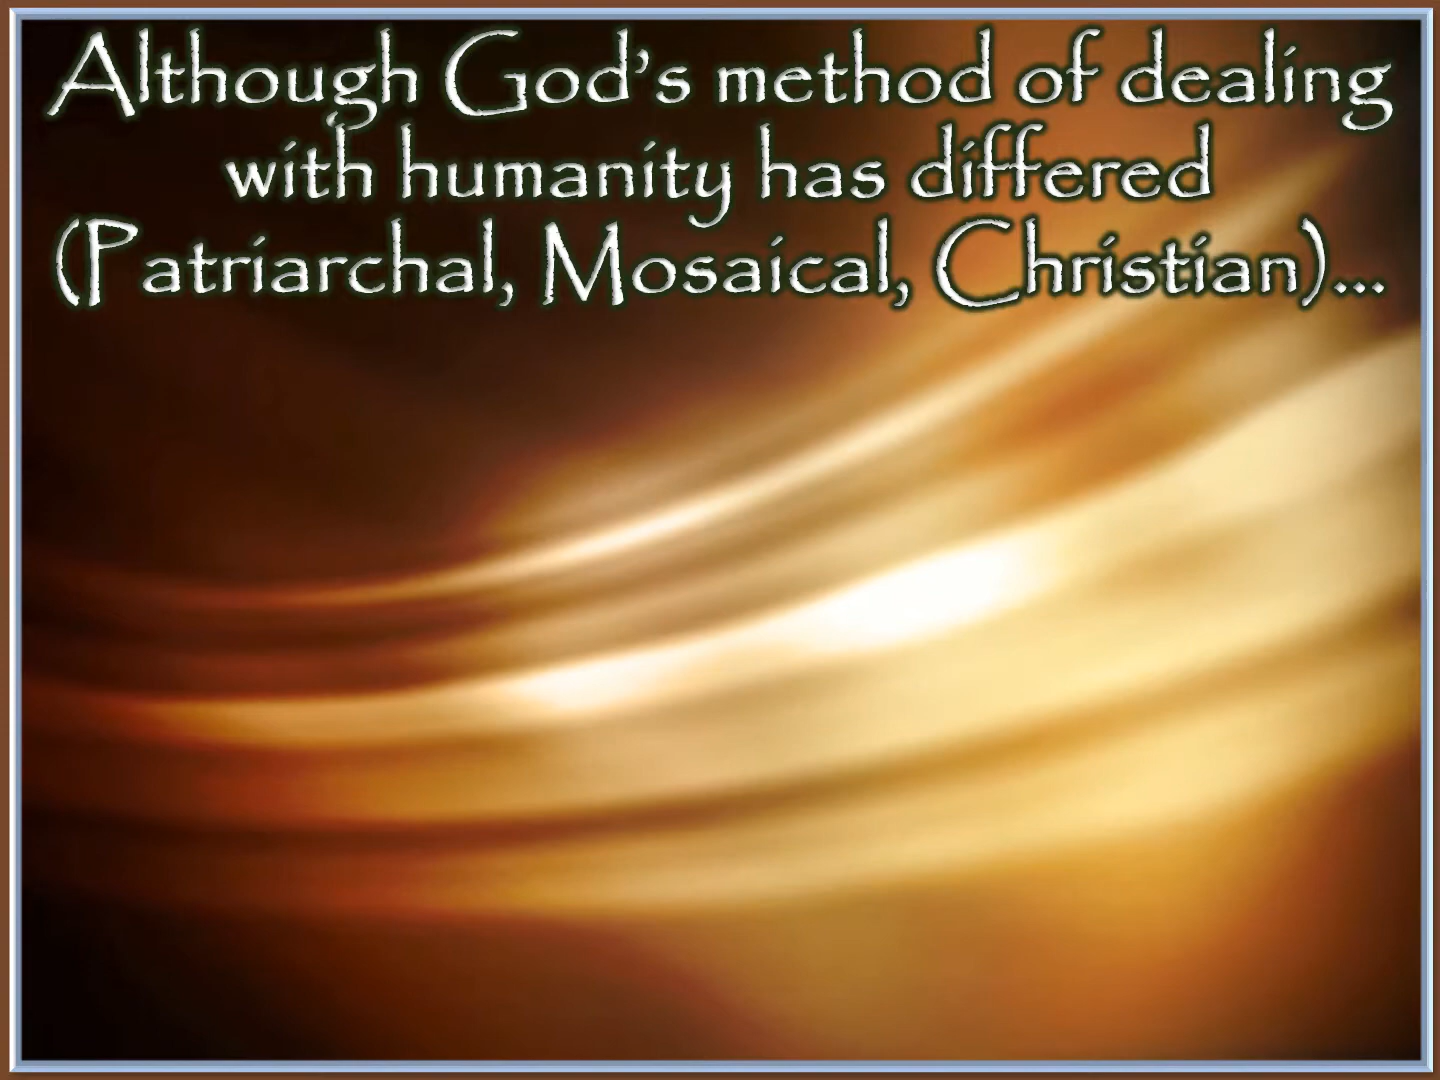 Although God’s method of dealing
with humanity has differed
(Patriarchal, Mosaical, Christian)…